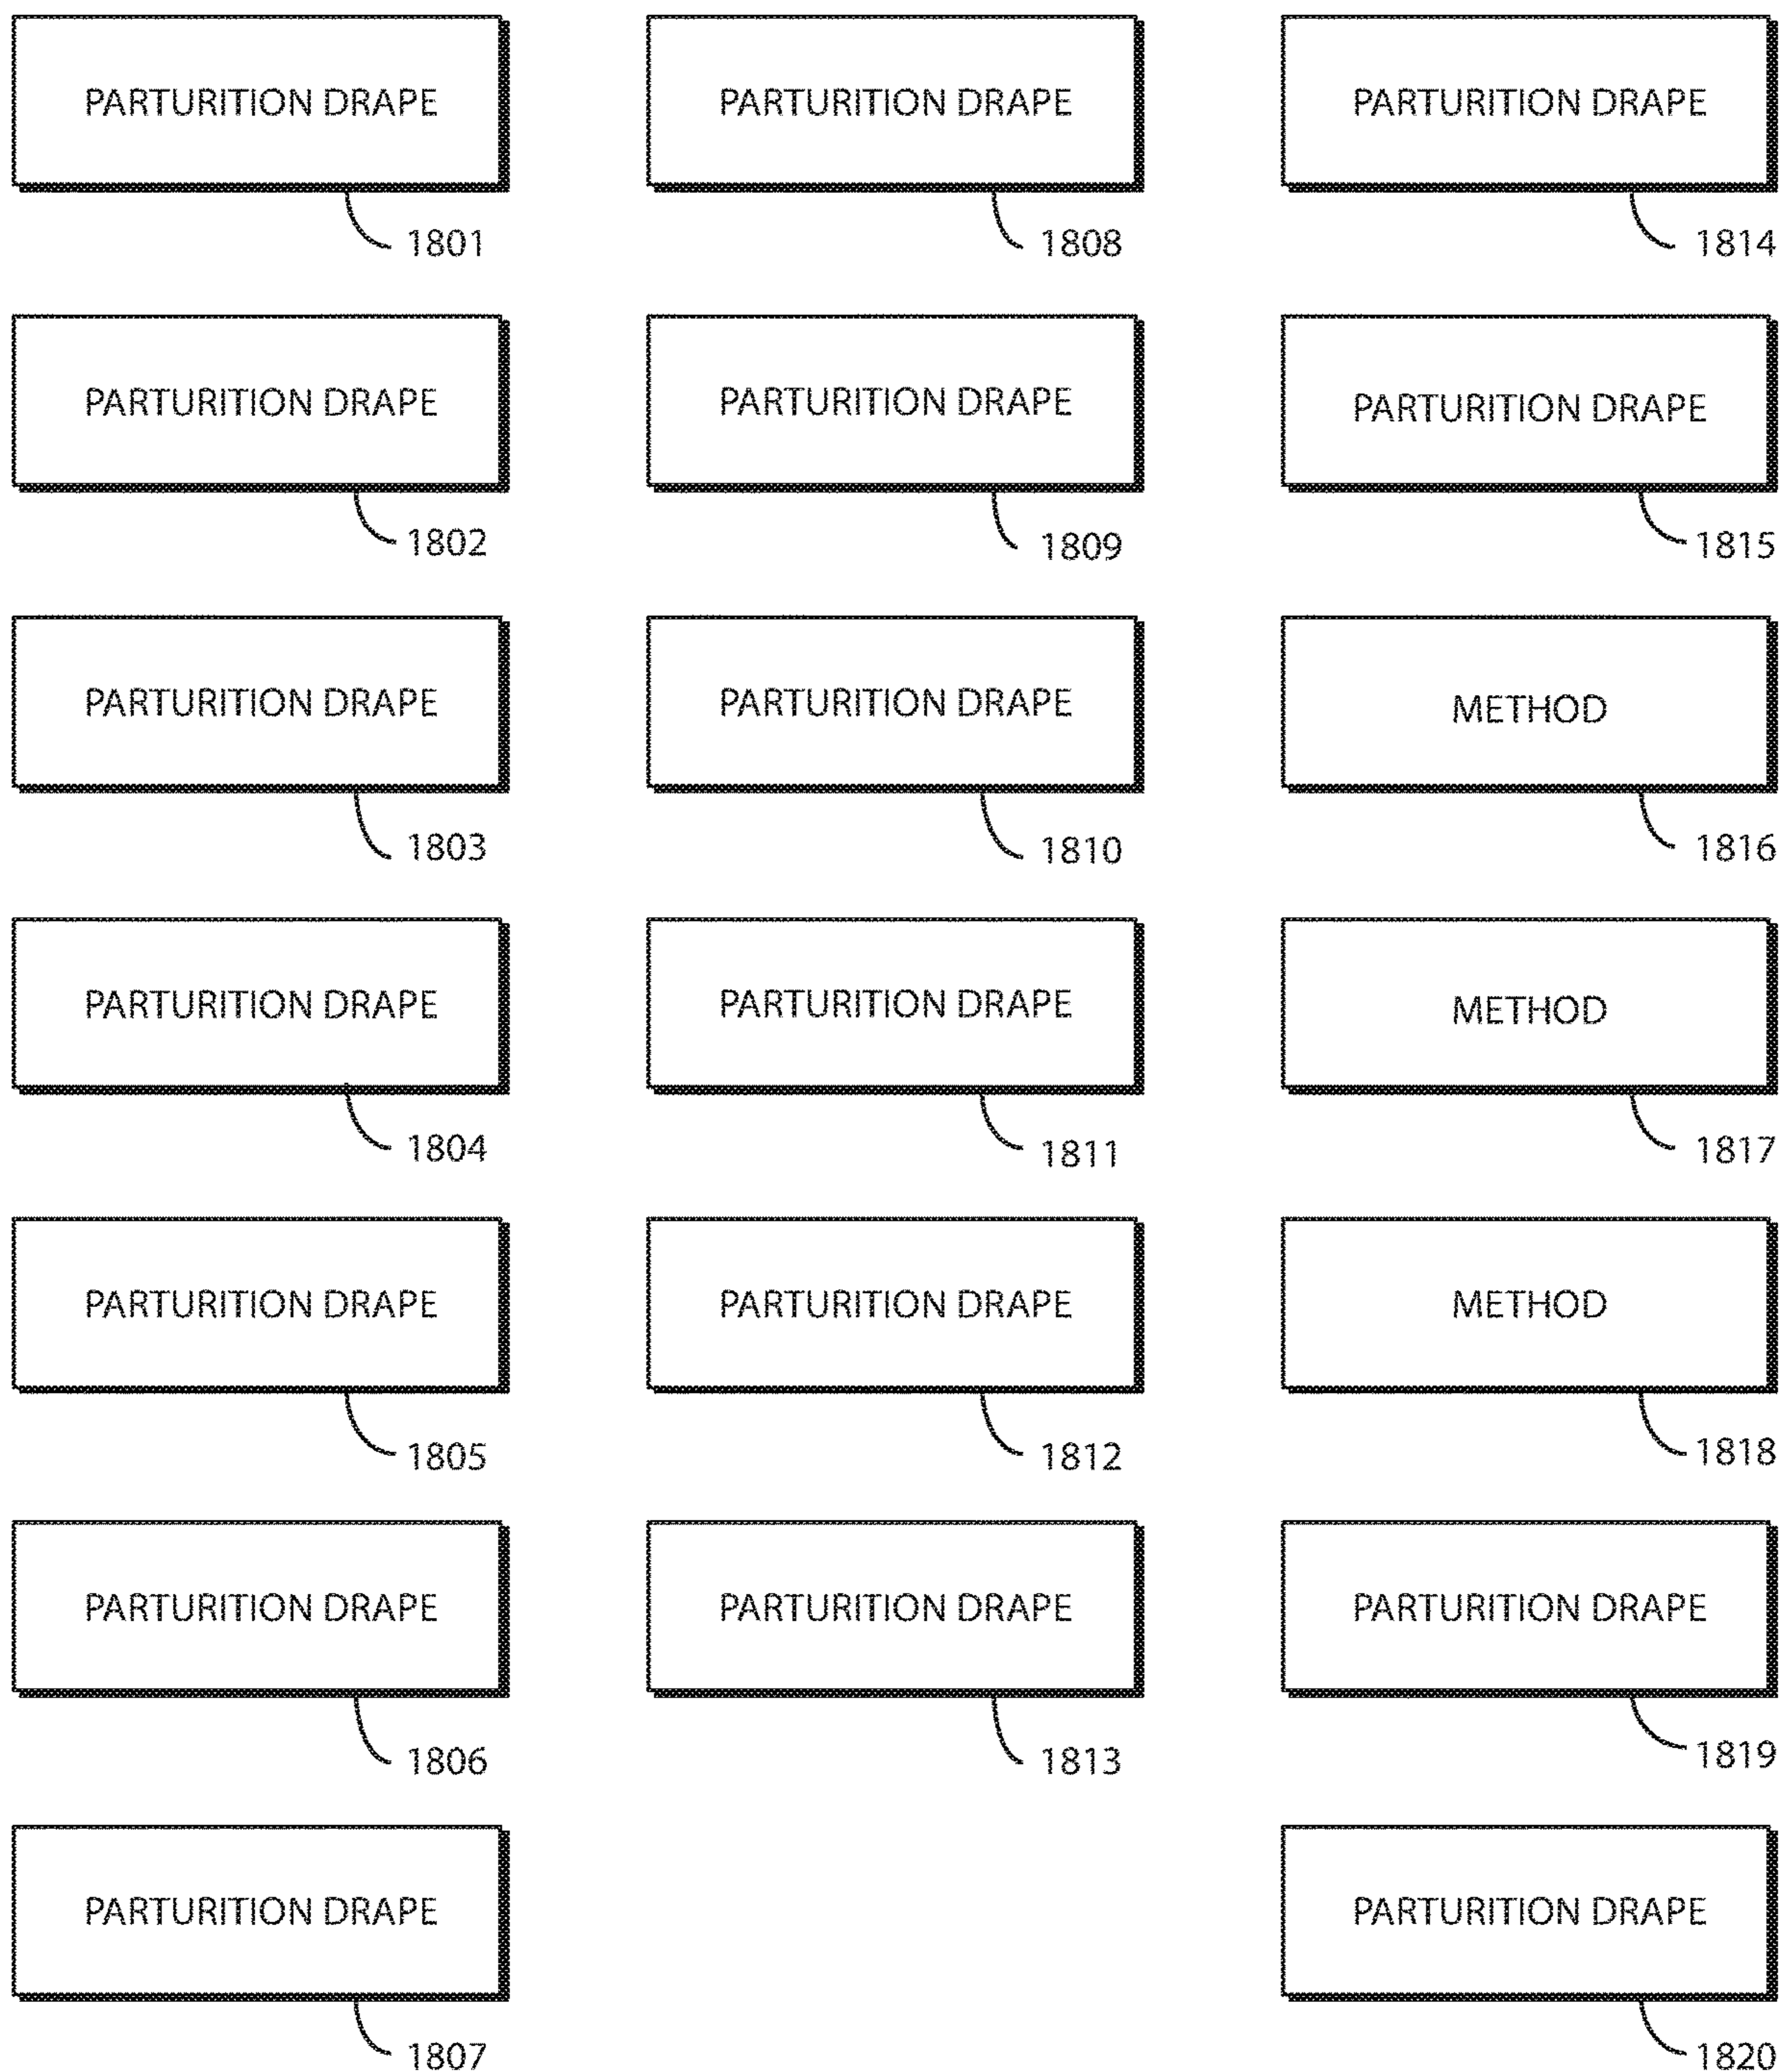 PARTURITION DRAPE
1801
PARTURITION DRAPE
1802
PARTURITION DRAPE
1803
PARTURITION DRAPE
1804
PARTURITION DRAPE
1805
PARTURITION DRAPE
1806
PARTURITION DRAPE
1807
PARTURITION DRAPE
1808
PARTURITION DRAPE
1809
PARTURITION DRAPE
1810
PARTURITION DRAPE
1811
PARTURITION DRAPE
1812
PARTURITION DRAPE
1813
PARTURITION DRAPE
1814
PARTURITION DRAPE
1815
METHOD
1816
METHOD
1817
METHOD
1818
PARTURITION DRAPE
1819
PARTURITION DRAPE
1820